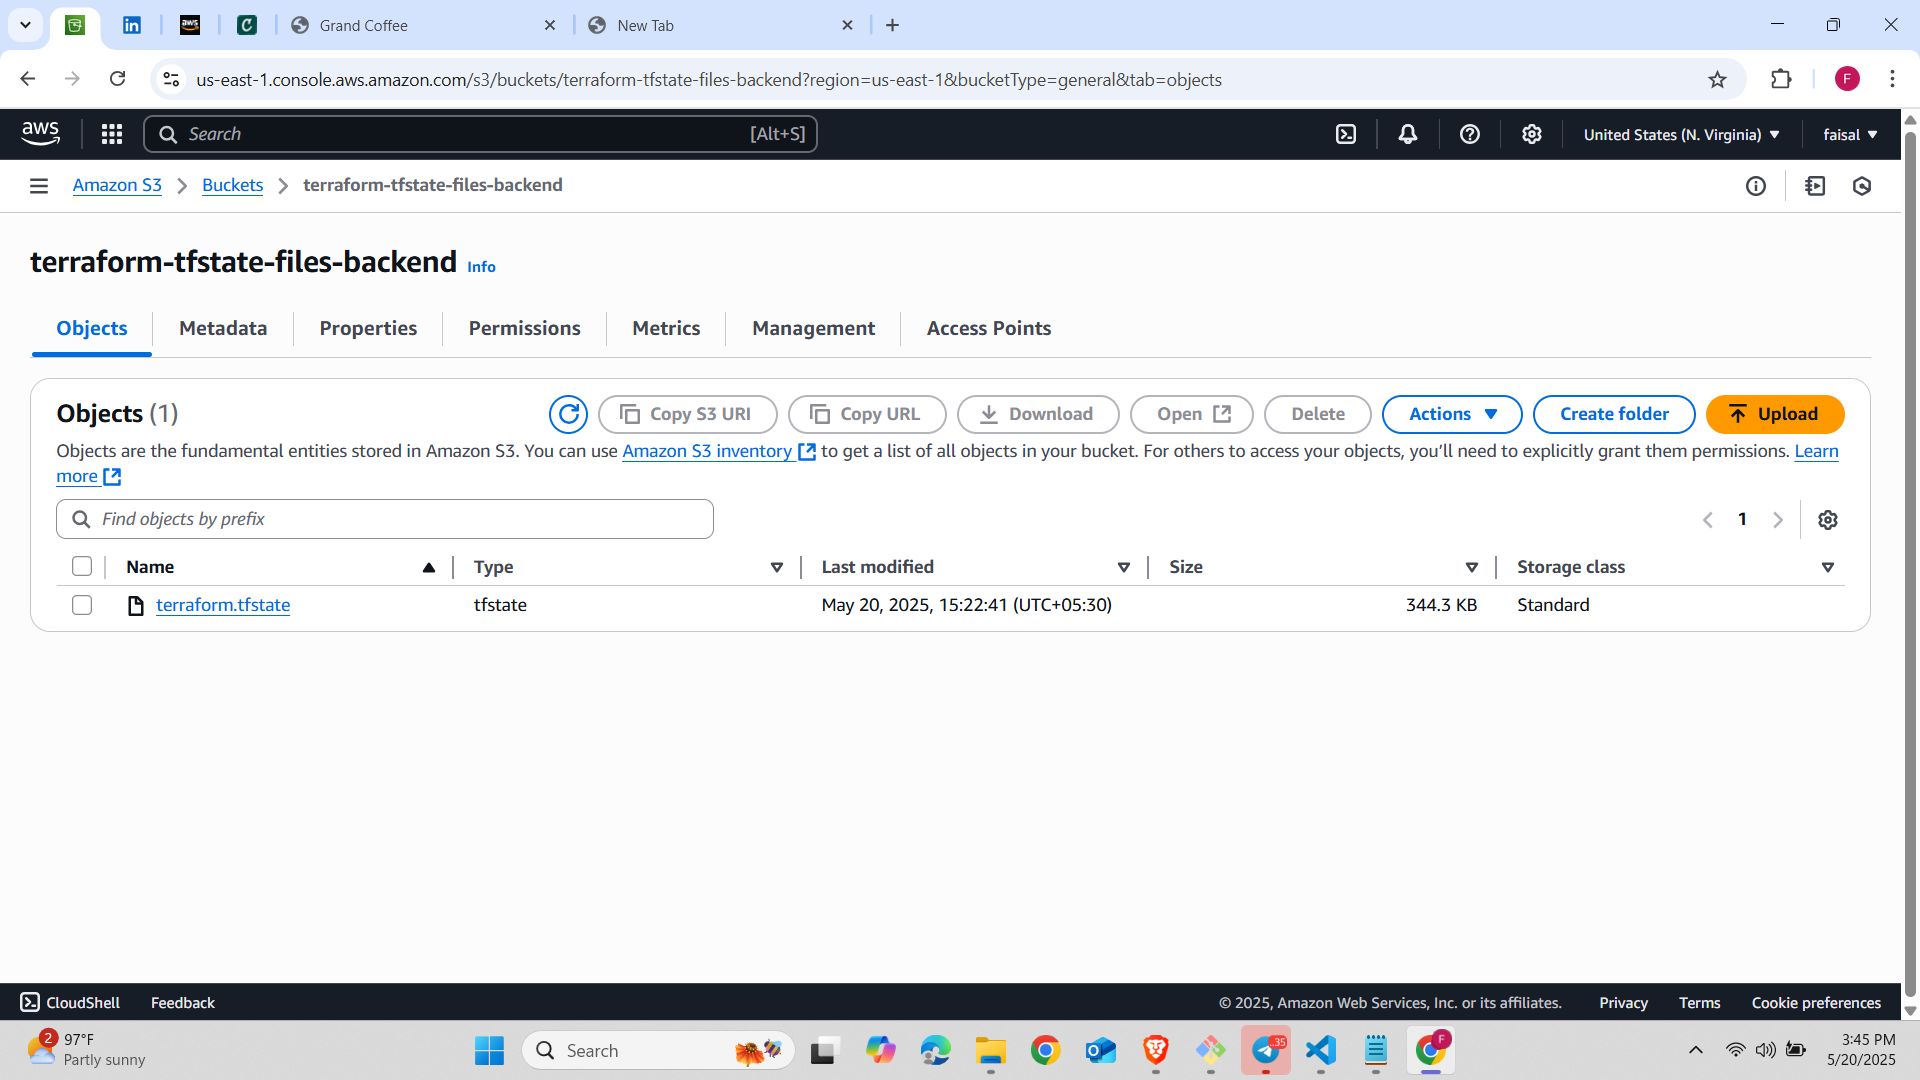 Grand Coffee
New Tab
us-east-1.console.aws.amazon.com/s3/buckets/terraform-tfstate-files-backend?region=us-east-1&bucketType=general&tab=objects
F
aws
Search
[Alt+S]
United States (N. Virginia)
faisal
Amazon S3
Buckets
terraform-tfstate-files-backend
terraform-tfstate-files-backend Info
Objects
Metadata
Properties
Permissions
Metrics
Management
Access Points
Objects (1)
Copy S3 URI
Copy URL
Download
Open
Delete
Actions
Create folder
Upload
Objects are the fundamental entities stored in Amazon S3. You can use Amazon S3 inventory to get a list of all objects in your bucket. For others to access your objects, you’ll need to explicitly grant them permissions. Learn
more
Find objects by prefix
1
Name
Type
Last modified
Size
Storage class
terraform.tfstate
tfstate
May 20, 2025, 15:22:41 (UTC+05:30)
344.3 KB
Standard
CloudShell
Feedback
© 2025, Amazon Web Services, Inc. or its affiliates.
Privacy
Terms
Cookie preferences
2
97°F
Partly sunny
Search
.35
F
3:45 PM
5/20/2025